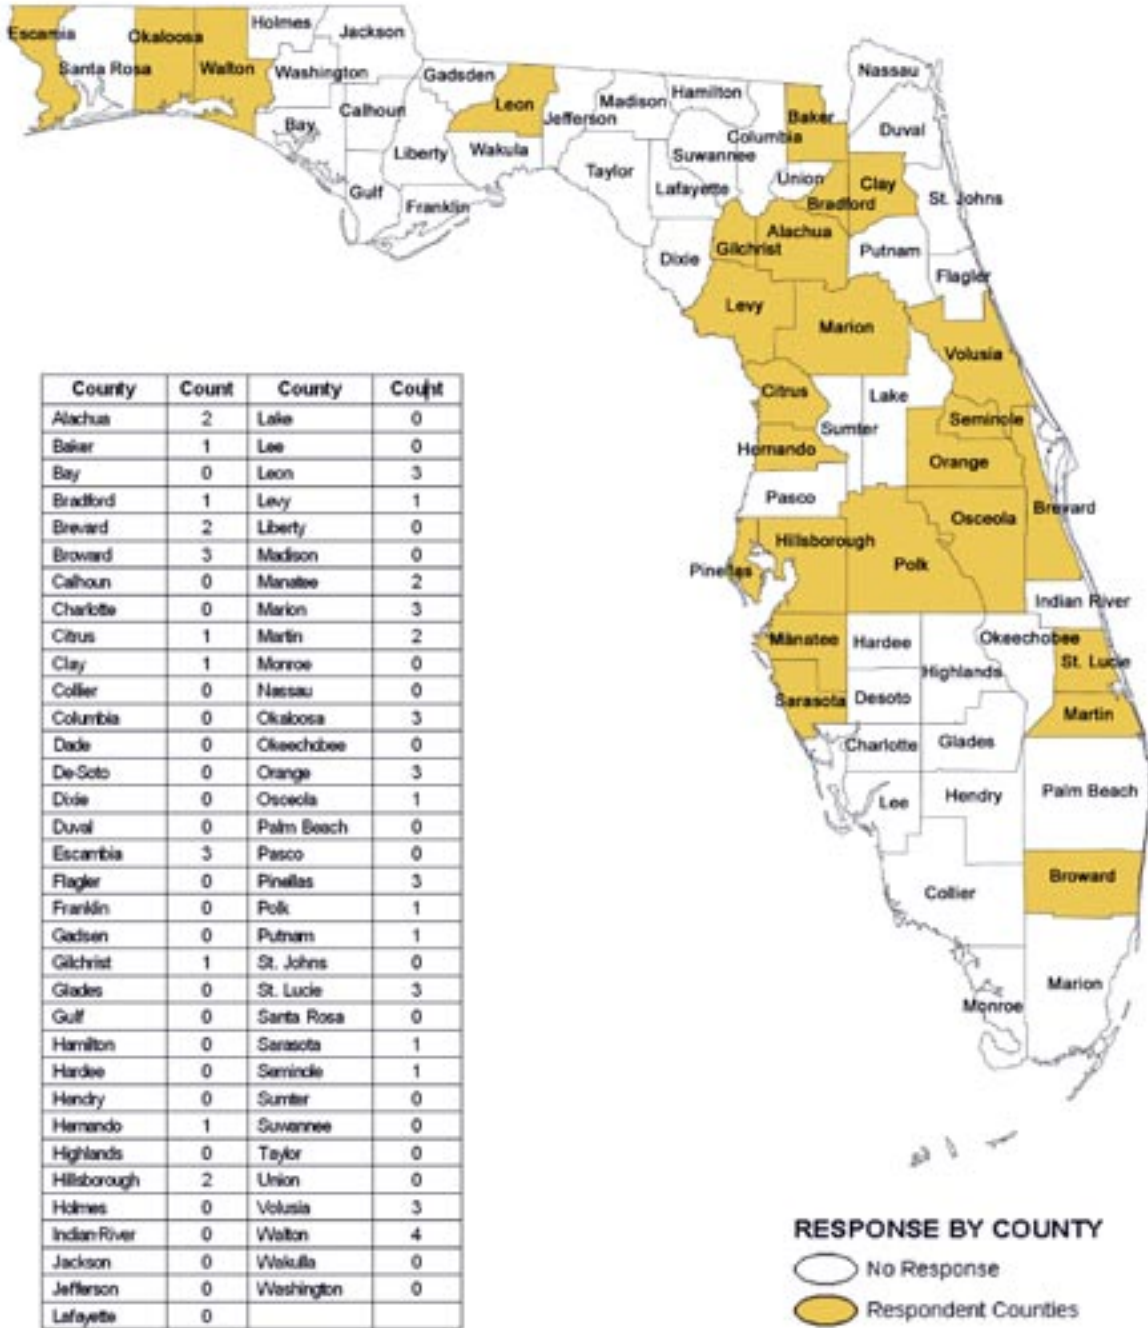 Escamia
Okaloosa
Holmes
Jackson
Santa Rosa
Walton
Washington
Gadsden
Leon
Calhoun
Bay
Liberty
Wakula
Gulf
Franklin
Jefferson
Madison
Hamilton
Taylor
Suwannee
Lafayette
Columbia
Baker
Nassau
Duval
Union
Bradford
Clay
St. Johns
Dixie
Gilchrist
Alachua
Putnam
Flagler
Levy
Marion
Volusia
Citrus
Lake
Sumter
Seminole
Hernando
Orange
Pasco
Brevard
Osceola
Hillsborough
Polk
Pinellas
Indian River
Manatee
Hardee
Okeechobee
Highlands
St. Lucie
Sarasota
Desoto
Martin
Charlotte
Glades
Lee
Hendry
Palm Beach
Collier
Broward
Marion
Monroe
County Count County Count
Alachua 2 Lake 0
Baker 1 Lee 0
Bay 0 Leon 3
Bradford 1 Levy 1
Brevard 2 Liberty 0
Broward 3 Madison 0
Calhoun 0 Manatee 2
Charlotte 0 Marion 3
Citrus 1 Martin 2
Clay 1 Monroe 0
Collier 0 Nassau 0
Columbia 0 Okaloosa 3
Dade 0 Okeechobee 0
De-Soto 0 Orange 3
Dixie 0 Osceola 1
Duval 0 Palm Beach 0
Escambia 3 Pasco 0
Flagler 0 Pinellas 3
Franklin 0 Polk 1
Gadsen 0 Putnam 1
Gilchrist 1 St. Johns 0
Glades 0 St. Lucie 3
Gulf 0 Santa Rosa 0
Hamilton 0 Sarasota 1
Hardee 0 Seminole 1
Hendry 0 Sumter 0
Hernando 1 Suwannee 0
Highlands 0 Taylor 0
Hillsborough 2 Union 0
Holmes 0 Volusia 3
Indian-River 0 Walton 4
Jackson 0 Wakulla 0
Jefferson 0 Washington 0
Lafayette 0
RESPONSE BY COUNTY
No Response
Respondent Counties